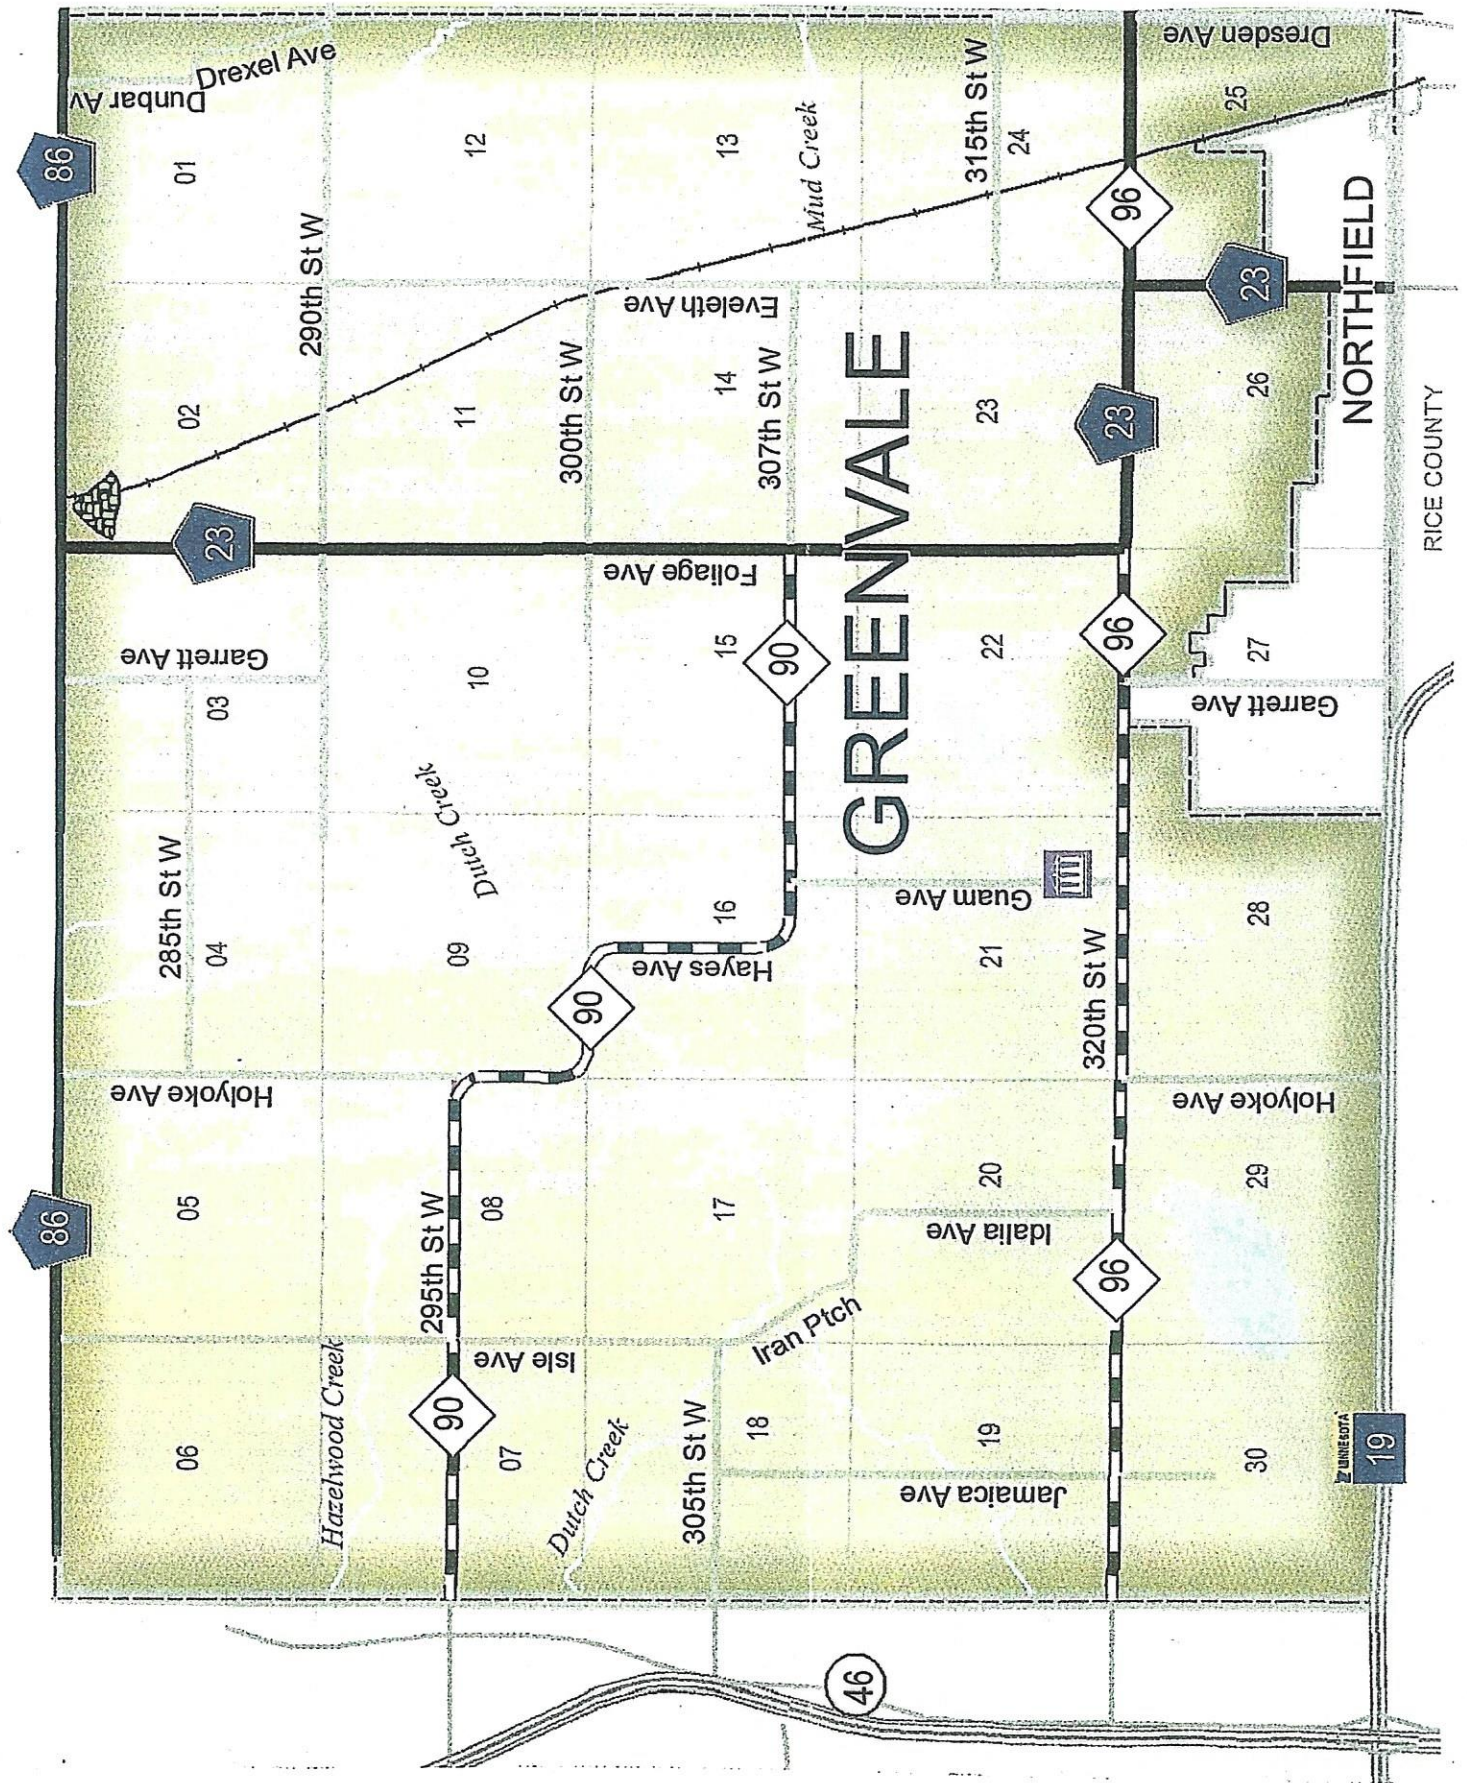 86
86
Dunbar Av
Drexel Ave
06
05
Holyoke Ave
285th St W
04
03
Garrett Ave
23
02
01
Hazelwood Creek
290th St W
90
295th St W
07
08
Isle Ave
09
10
11
12
Dutch Creek
Dutch Creek
90
300th St W
Hayes Ave
Foliage Ave
Eveleth Ave
305th St W
18
17
16
15
14
13
Iran Ptch
90
307th St W
Mud Creek
46
GREENVALE
Jamaica Ave
Idalia Ave
Guam Ave
19
20
21
22
23
315th St W
24
96
320th St W
96
23
96
30
29
28
27
26
25
Holyoke Ave
Garrett Ave
23
Dresden Ave
MINNESOTA
19
NORTHFIELD
RICE COUNTY